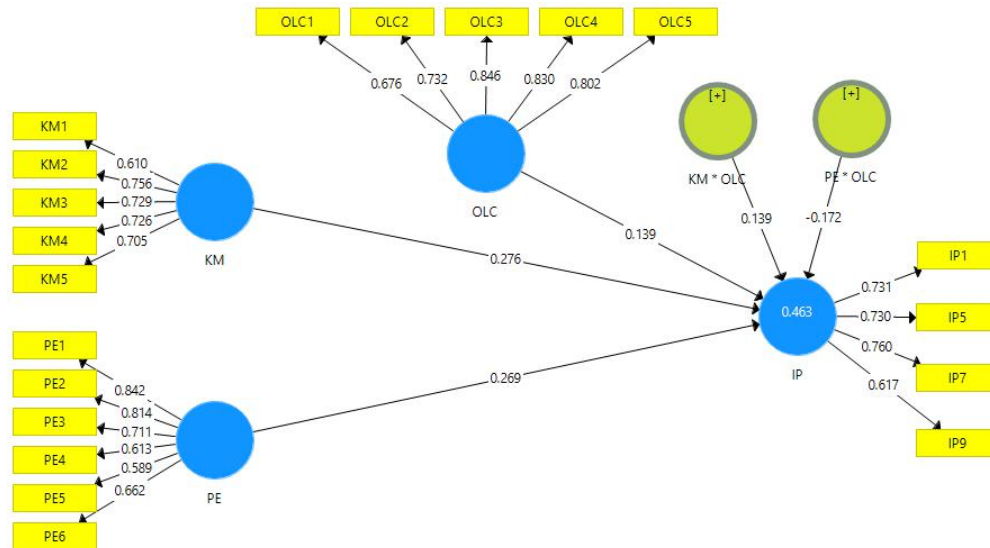 OLC1 OLC2 OLC3 OLC4 OLC5
0.676
0.732
0.846
0.830
0.802
OLC
KM1
KM2
KM3
KM4
KM5
0.610
0.756
0.729
0.726
0.705
KM
[+]
KM * OLC
[+]
PE * OLC
0.139
-0.172
0.139
0.276
0.269
PE1
PE2
PE3
PE4
PE5
PE6
0.842
0.814
0.711
0.613
0.589
0.662
PE
0.463
IP
0.731
0.730
0.760
0.617
IP1
IP5
IP7
IP9